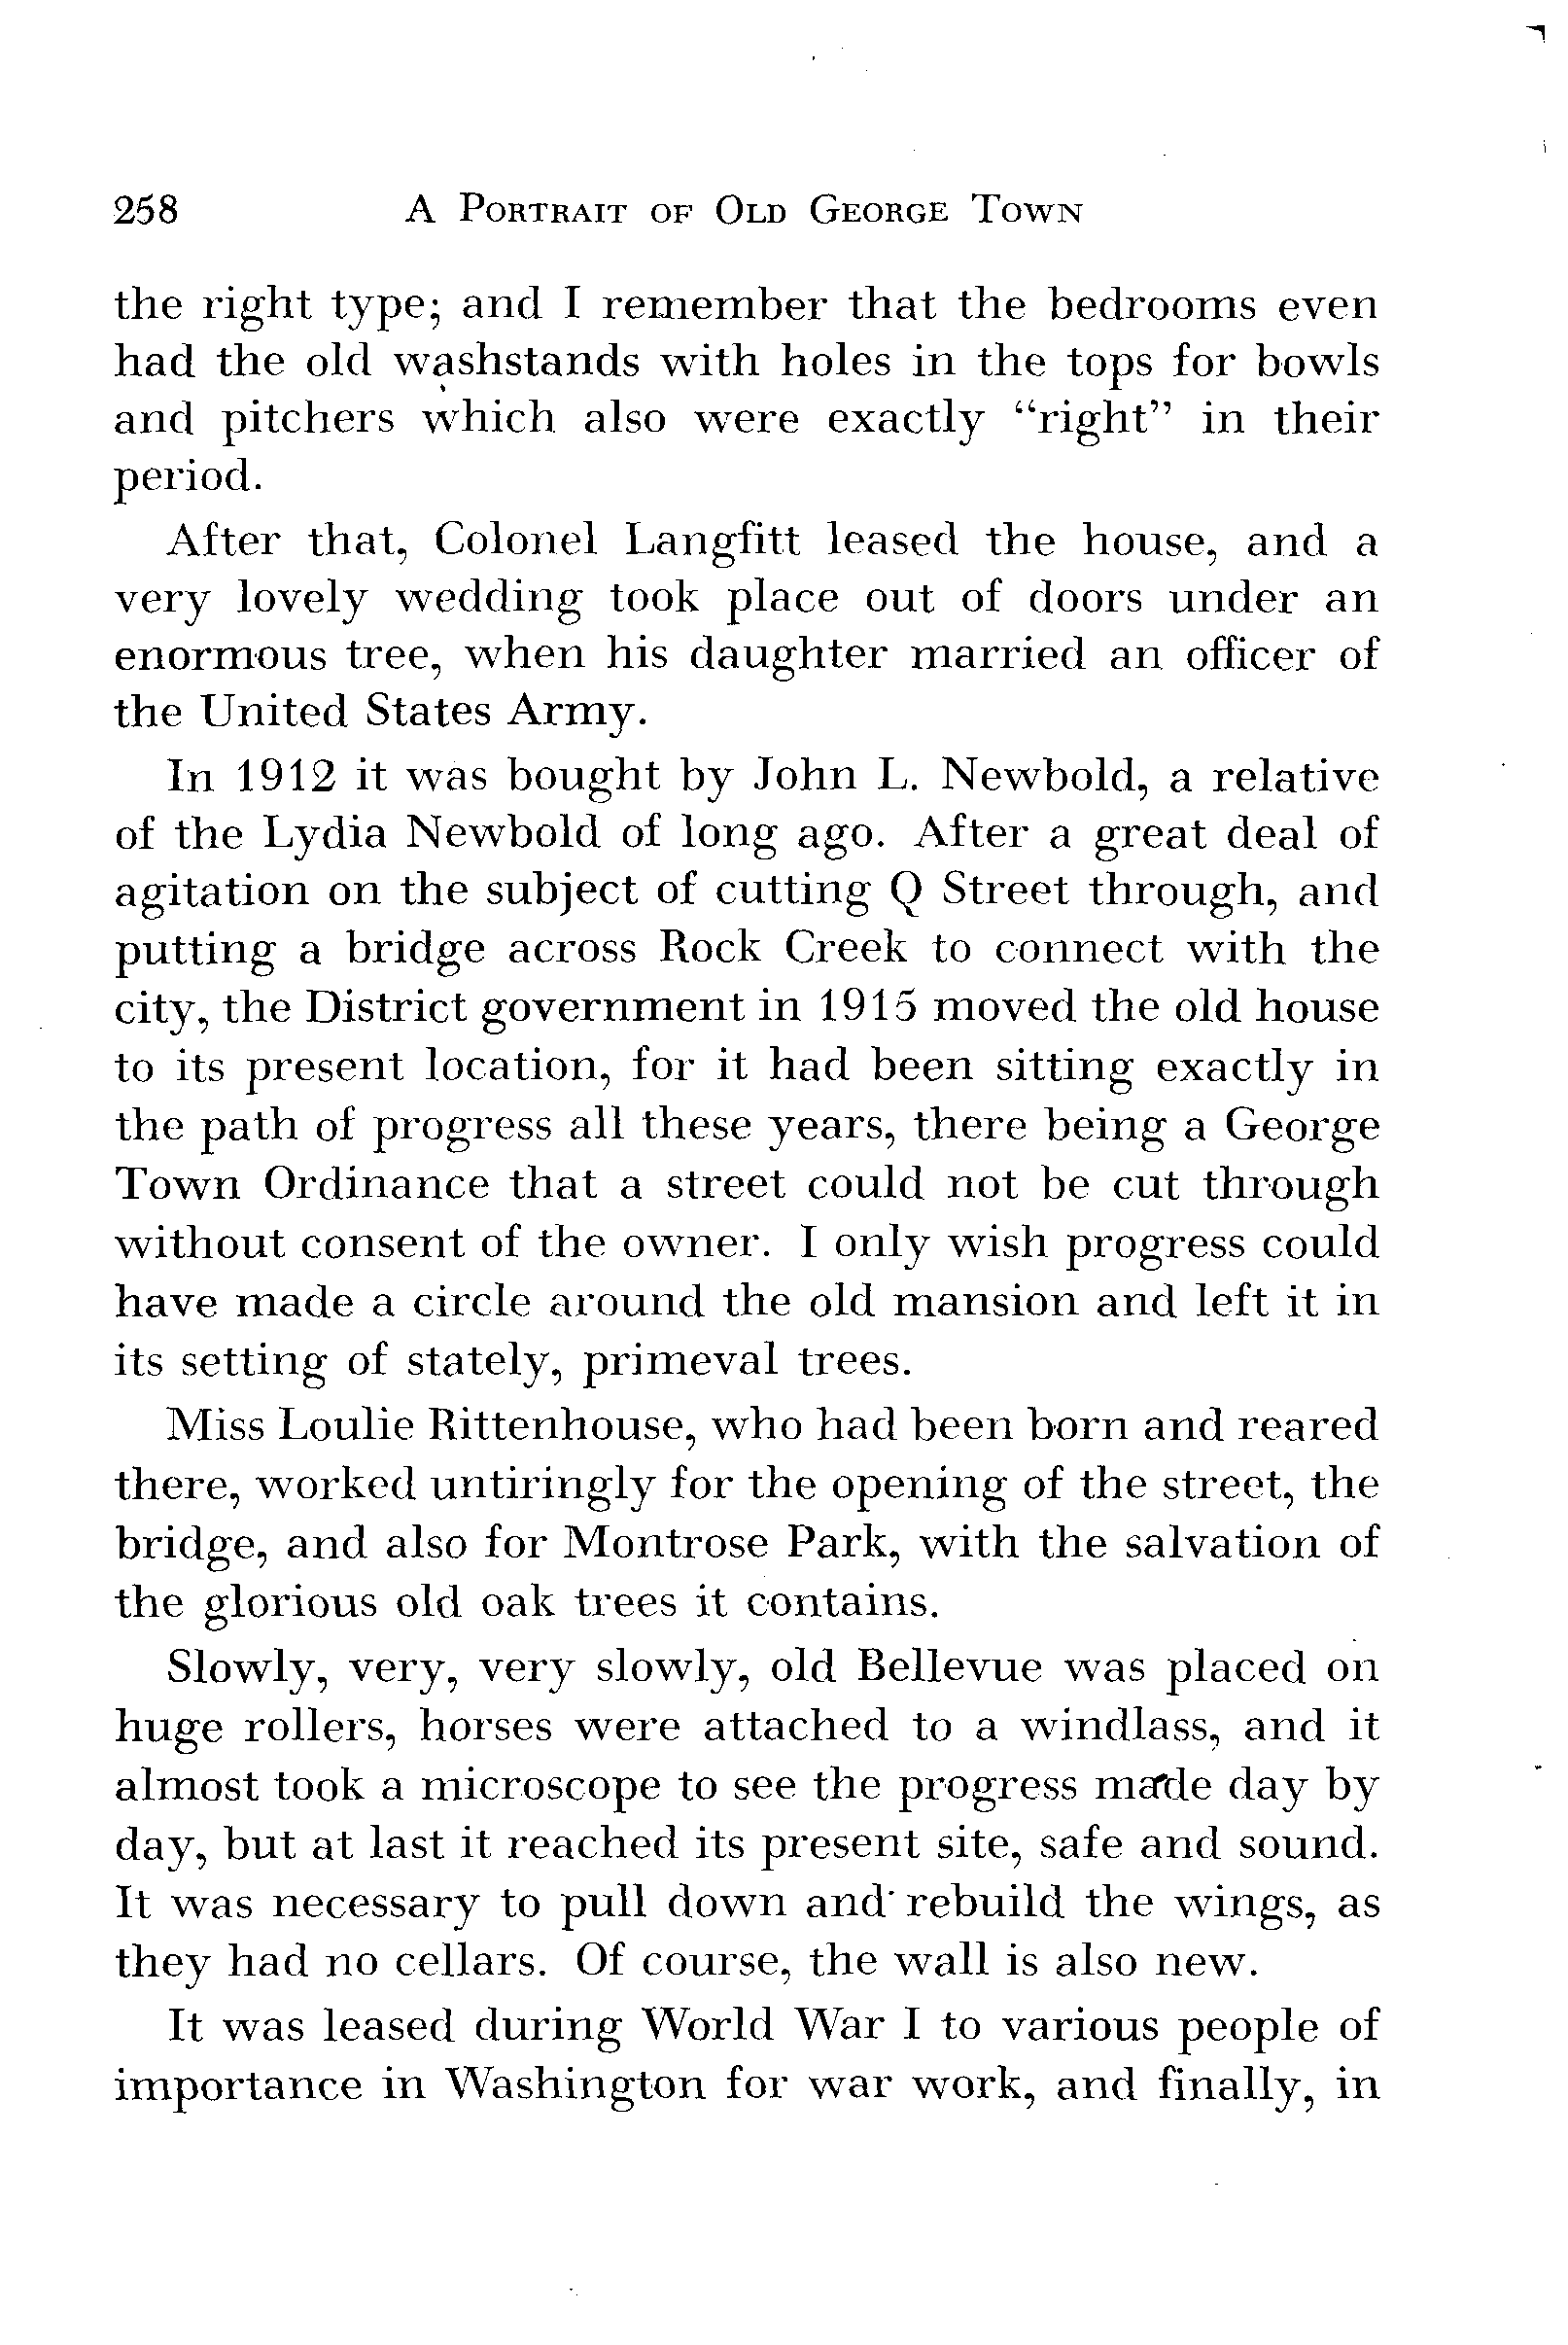 258 A Portrait of Old George Town
the right type; and I remember that the bedrooms even
had the old washstands with holes in the tops for bowls
and pitchers which also were exactly “right” in their
period.
After that, Colonel Langfitt leased the house, and a
very lovely wedding took place out of doors under an
enormous tree, when his daughter married an officer of
the United States Army.
In 1912 it was bought by John L. Newbold, a relative
of the Lydia Newbold of long ago. After a great deal of
agitation on the subject of cutting Q Street through, and
putting a bridge across Rock Creek to connect with the
city, the District government in 1915 moved the old house
to its present location, for it had been sitting exactly in
the path of progress all these years, there being a George
Town Ordinance that a street could not be cut through
without consent of the owner. I only wish progress could
have made a circle around the old mansion and left it in
its setting of stately, primeval trees.
Miss Loulie Rittenhouse, who had been born and reared
there, worked untiringly for the opening of the street, the
bridge, and also for Montrose Park, with the salvation of
the glorious old oak trees it contains.
Slowly, very, very slowly, old Bellevue was placed on
huge rollers, horses were attached to a windlass, and it
almost took a microscope to see the progress made day by
day, but at last it reached its present site, safe and sound.
It was necessary to pull down and rebuild the wings, as
they had no cellars. Of course, the wall is also new.
It was leased during World War I to various people of
importance in Washington for war work, and finally, in